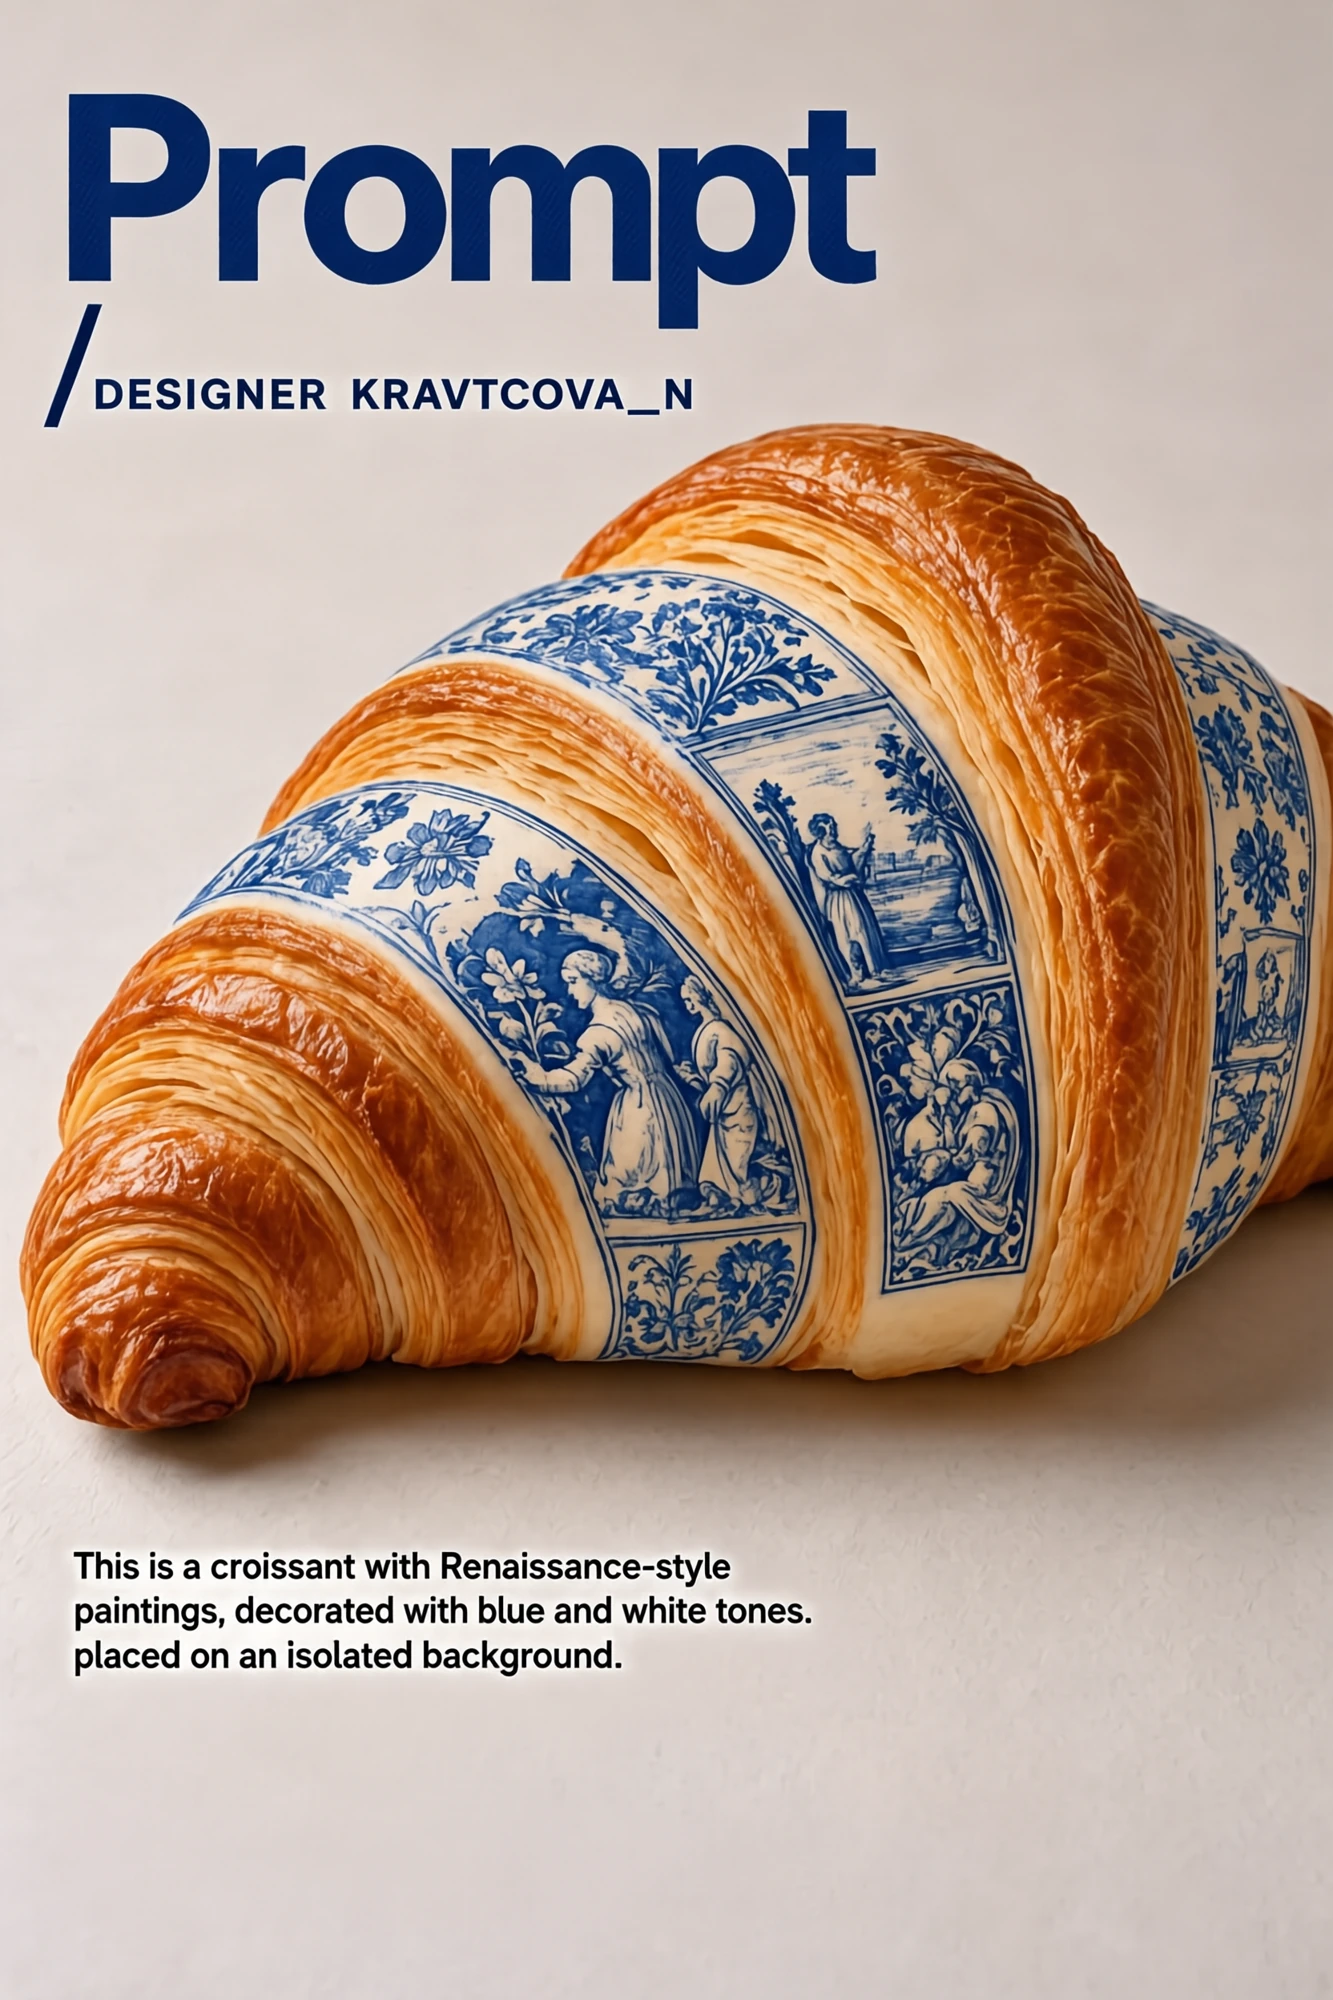 Prompt
/DESIGNER KRAVTCOVA_N
This is a croissant with Renaissance-style
paintings, decorated with blue and white tones.
placed on an isolated background.